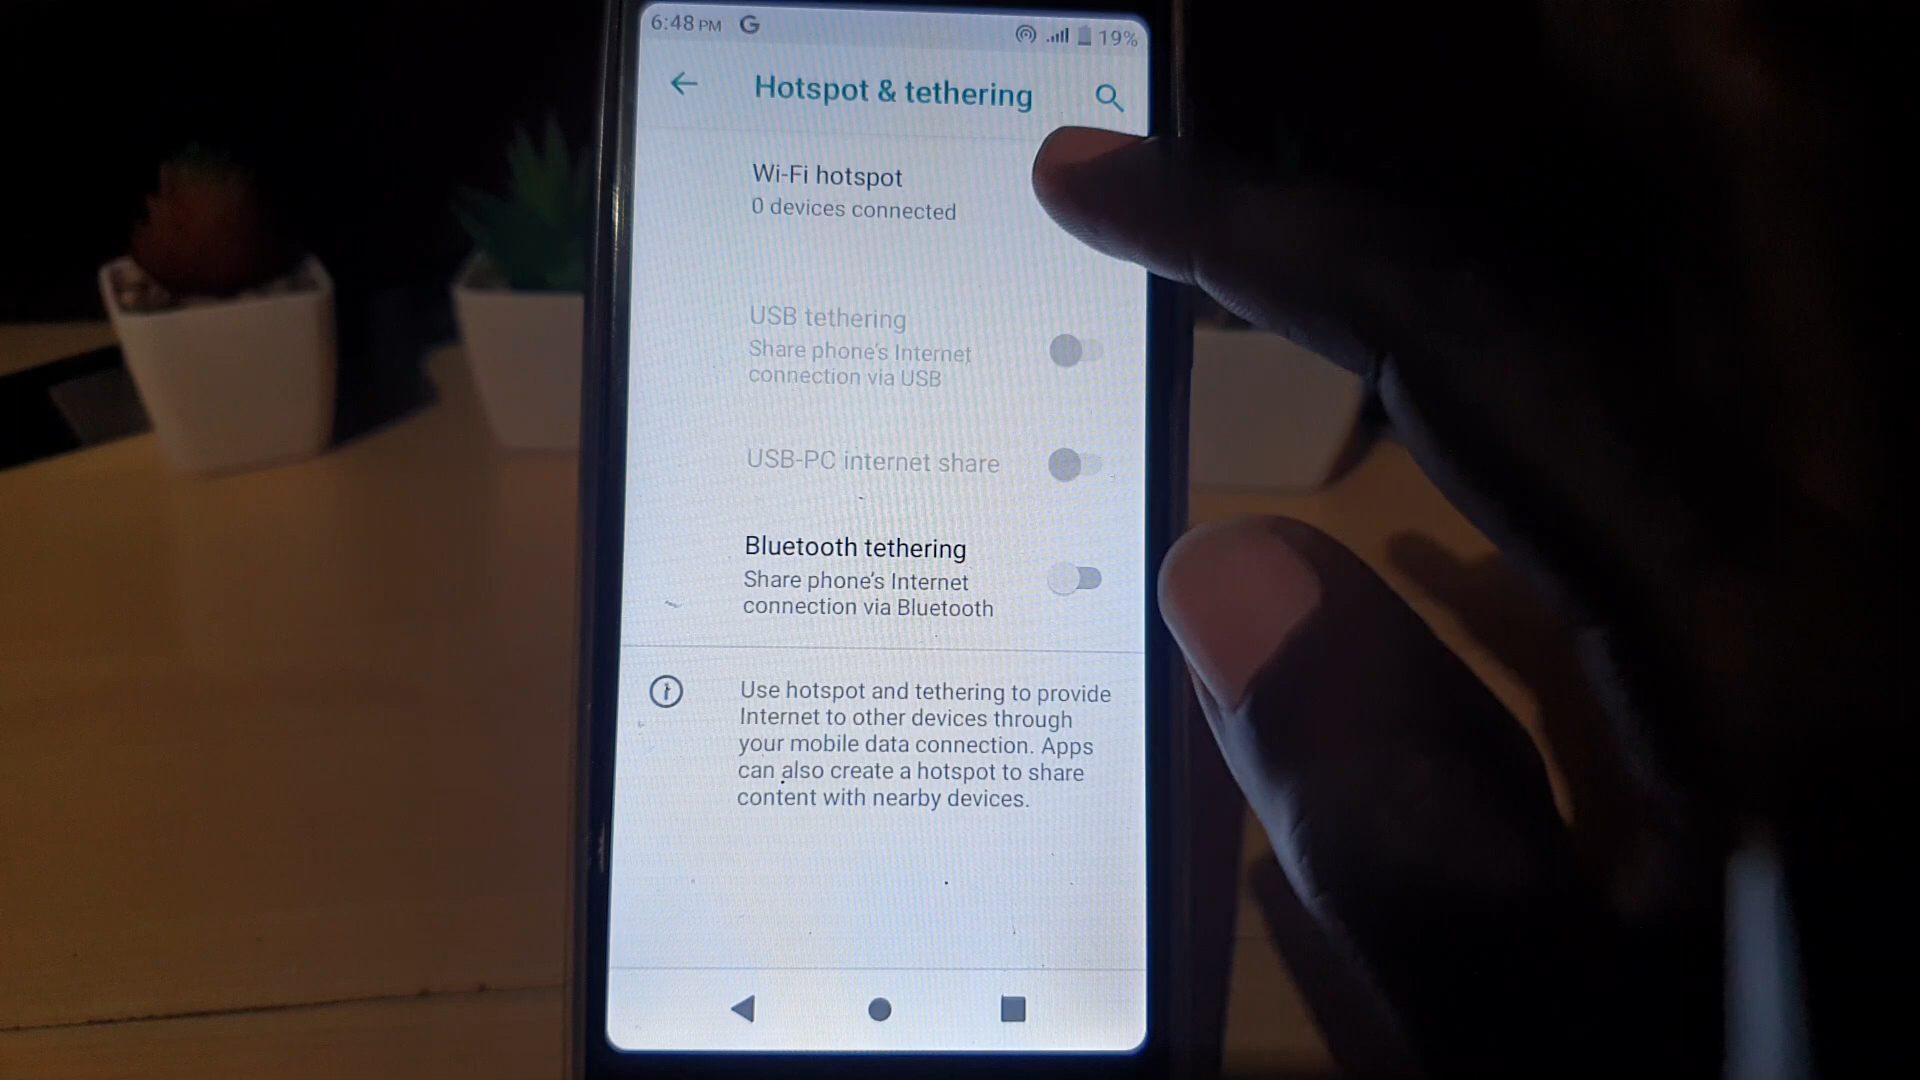 6:48 PM G 19%
Hotspot & tethering
Wi-Fi hotspot
0 devices connected
USB tethering
Share phone's Internet
connection via USB
USB-PC internet share
Bluetooth tethering
Share phone's Internet
connection via Bluetooth
Use hotspot and tethering to provide
Internet to other devices through
your mobile data connection. Apps
can also create a hotspot to share
content with nearby devices.